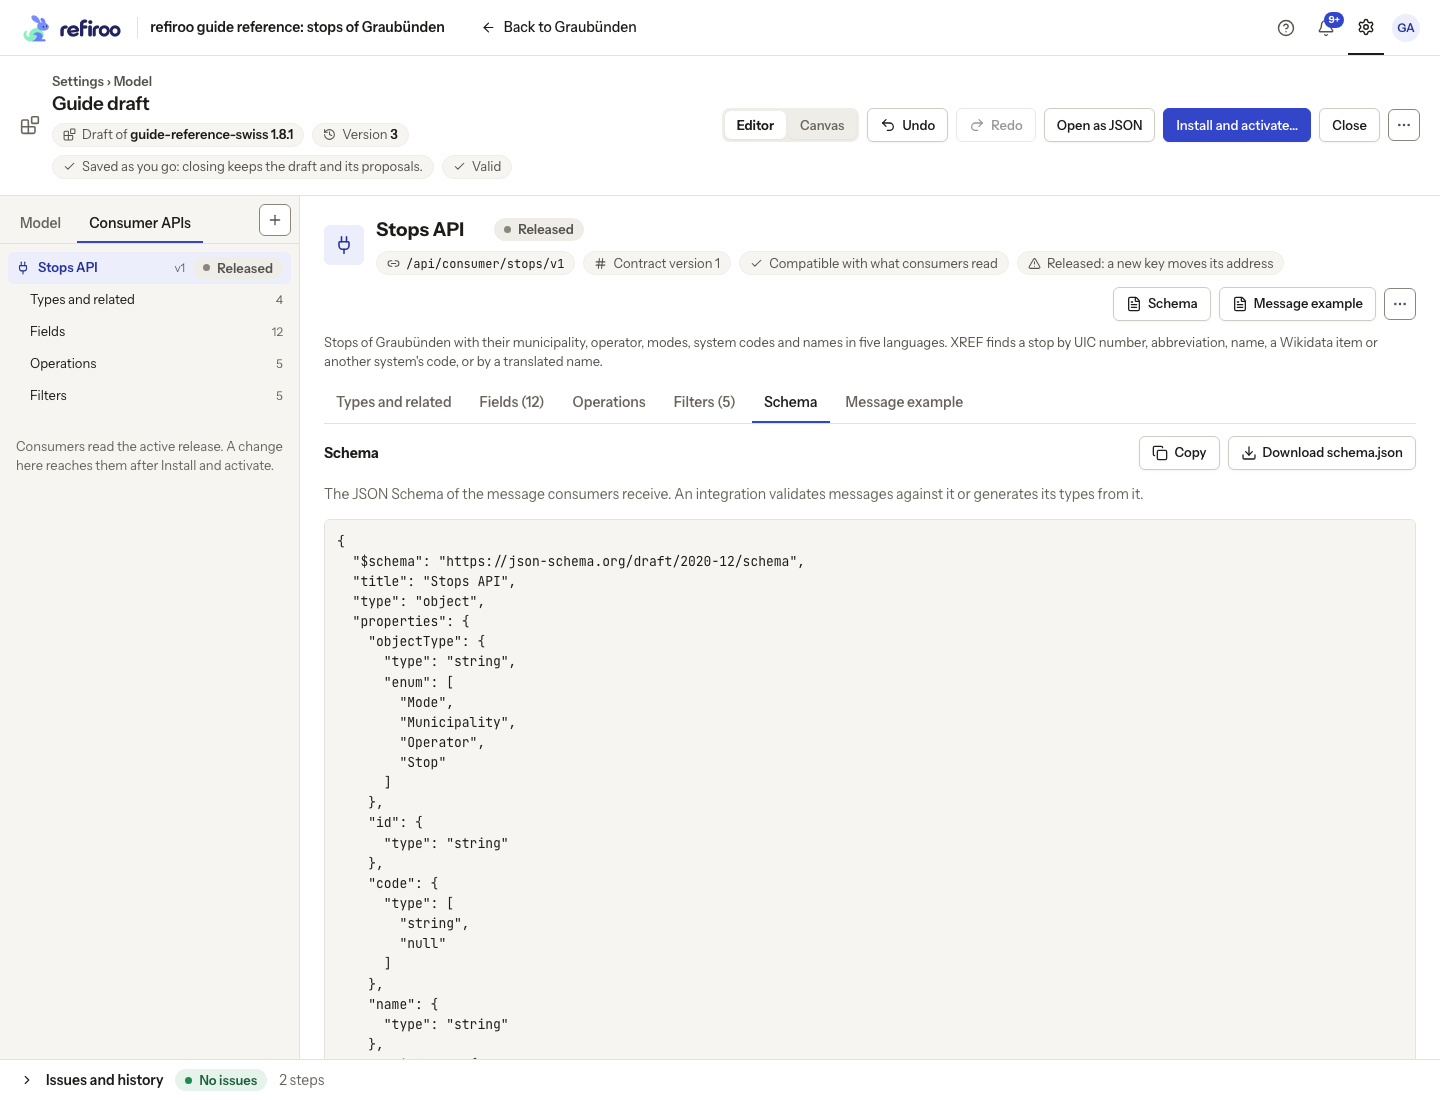 refiroo
refiroo guide reference: stops of Graubünden
Back to Graubünden
9+
GA
Settings › Model
Guide draft
Draft of guide-reference-swiss 1.8.1
Version 3
Saved as you go: closing keeps the draft and its proposals.
Valid
Editor
Canvas
Undo
Redo
Open as JSON
Install and activate...
Close
Model
Consumer APIs
Stops API v1 Released
Types and related 4
Fields 12
Operations 5
Filters 5
Consumers read the active release. A change
here reaches them after Install and activate.
Stops API
Released
/api/consumer/stops/v1
Contract version 1
Compatible with what consumers read
Released: a new key moves its address
Schema
Message example
Stops of Graubünden with their municipality, operator, modes, system codes and names in five languages. XREF finds a stop by UIC number, abbreviation, name, a Wikidata item or
another system's code, or by a translated name.
Types and related
Fields (12)
Operations
Filters (5)
Schema
Message example
Schema
Copy
Download schema.json
The JSON Schema of the message consumers receive. An integration validates messages against it or generates its types from it.
{
"$schema": "https://json-schema.org/draft/2020-12/schema",
"title": "Stops API",
"type": "object",
"properties": {
"objectType": {
"type": "string",
"enum": [
"Mode",
"Municipality",
"Operator",
"Stop"
]
},
"id": {
"type": "string"
},
"code": {
"type": [
"string",
"null"
]
},
"name": {
"type": "string"
},
Issues and history
No issues
2 steps